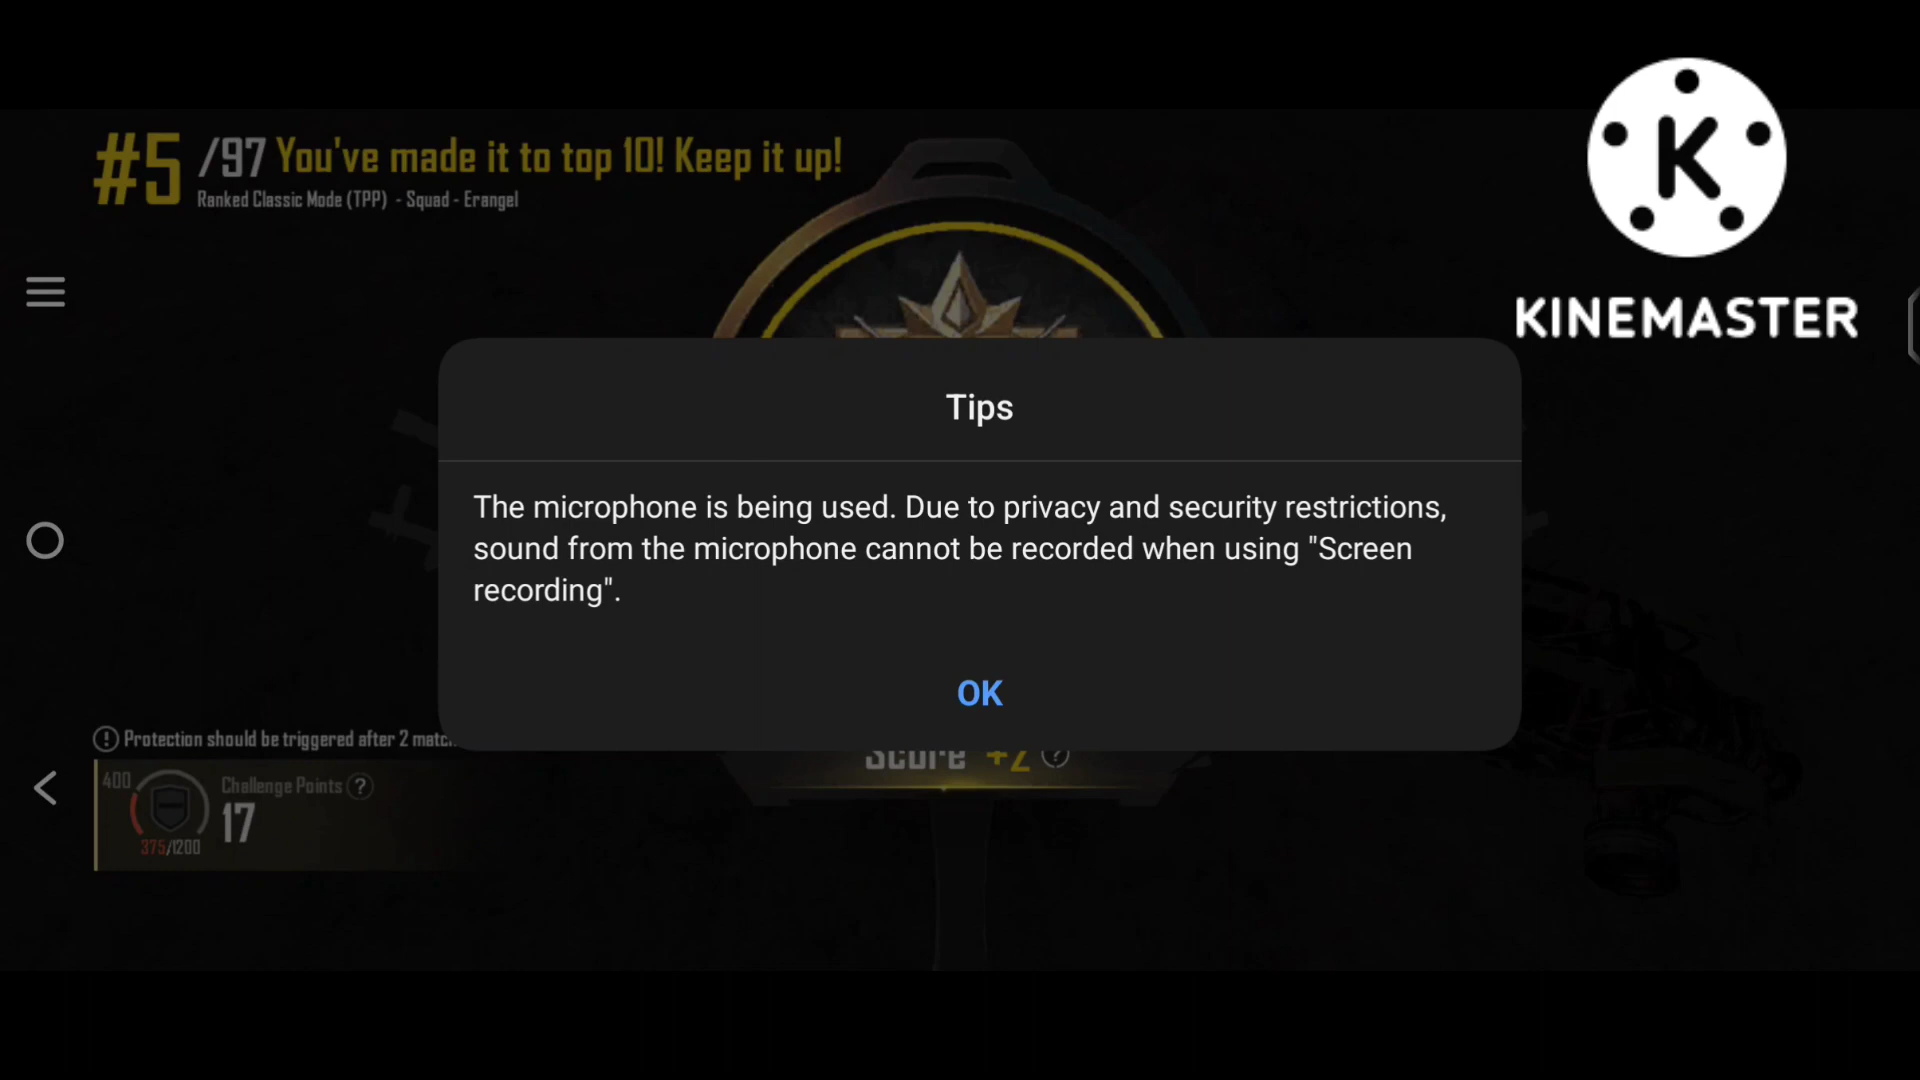 #5 /97 You've made it to top 10! Keep it up!
Ranked Classic Mode (TPP) - Squad - Erangel
K
KINEMASTER
Tips
The microphone is being used. Due to privacy and security restrictions,
sound from the microphone cannot be recorded when using "Screen
recording".
OK
Protection should be triggered after 2 matc
Score +2 ?
400
Challenge Points ?
17
375/1200